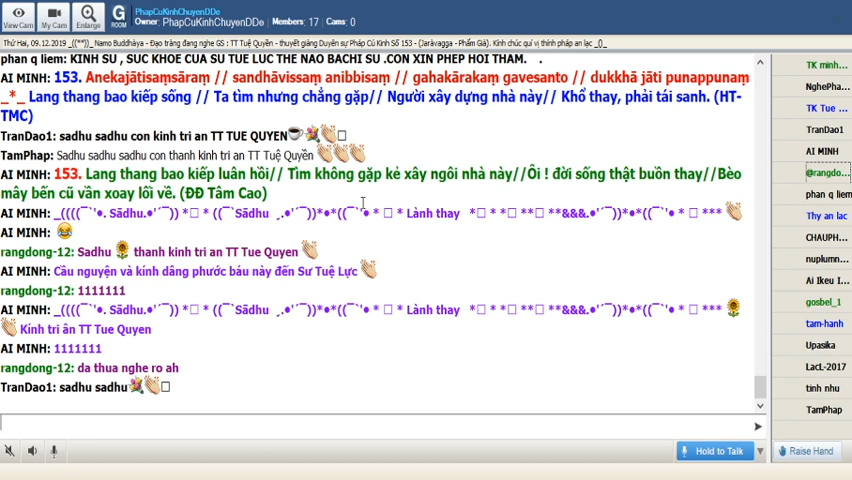 PhapCuKinhChuyenDDe
Owner: PhapCuKinhChuyenDDe Members: 17 Cams: 0
View Cam
My Cam
Enlarge
G
ROOM
Thứ Hai, 09.12.2019 _((**))_ Namo Buddhàya - Đạo tràng đang nghe GS : TT Tuệ Quyền - thuyết giảng Duyên sự Pháp Cú Kinh Số 153 - (Jaràvagga - Phẩm Già). Kính chúc quí vị thính pháp an lạc _()_
phan q liem: KINH SU , SUC KHOE CUA SU TUE LUC THE NAO BACHI SU .CON XIN PHEP HOI THAM.
AI MINH: 153. Anekajātisaṃsāraṃ // sandhāvissaṃ anibbisaṃ // gahakārakaṃ gavesanto // dukkhā jāti punappunaṃ
_*_ Lang thang bao kiếp sống // Ta tìm nhưng chẳng gặp// Người xây dựng nhà này// Khổ thay, phải tái sanh. (HT-
TMC)
TranDao1: sadhu sadhu con kinh tri an TT TUE QUYEN
TamPhap: Sadhu sadhu sadhu con thanh kinh tri an TT Tuệ Quyền
AI MINH: 153. Lang thang bao kiếp luân hồi// Tìm không gặp kẻ xây ngôi nhà này//Ôi ! đời sống thật buồn thay//Bèo
mây bến cũ vần xoay lối về. (ĐĐ Tâm Cao)
AI MINH: _((((¯`'•. Sādhu.•'´¯)) *□ * ((¯`Sādhu ¸.•'´¯))*•*((¯`'• * □ * Lành thay *□ * *□ **&&&.•'´¯))*•*((¯`'• * □ * □ ***
AI MINH:
rangdong-12: Sadhu thanh kinh tri an TT Tue Quyen
AI MINH: Cầu nguyện và kính dâng phước báu này đến Sư Tuệ Lực
rangdong-12: 1111111
AI MINH: _((((¯`'•. Sādhu.•'´¯)) *□ * ((¯`Sādhu ¸.•'´¯))*•*((¯`'• * □ * Lành thay *□ * *□ **&&&.•'´¯))*•*((¯`'• * □ * □ ***
Kính tri ân TT Tue Quyen
AI MINH: 1111111
rangdong-12: da thua nghe ro ah
TranDao1: sadhu sadhu
TK minh...
NghePha...
TK Tue ...
TranDao1
AI MINH
@rangdo...
phan q liem
Thy an lac
CHAUPH...
nuplumn...
Ai Ikeu I...
gosbel_1
tam-hanh
Upasika
LacL-2017
tinh nhu
TamPhap
Hold to Talk
Raise Hand